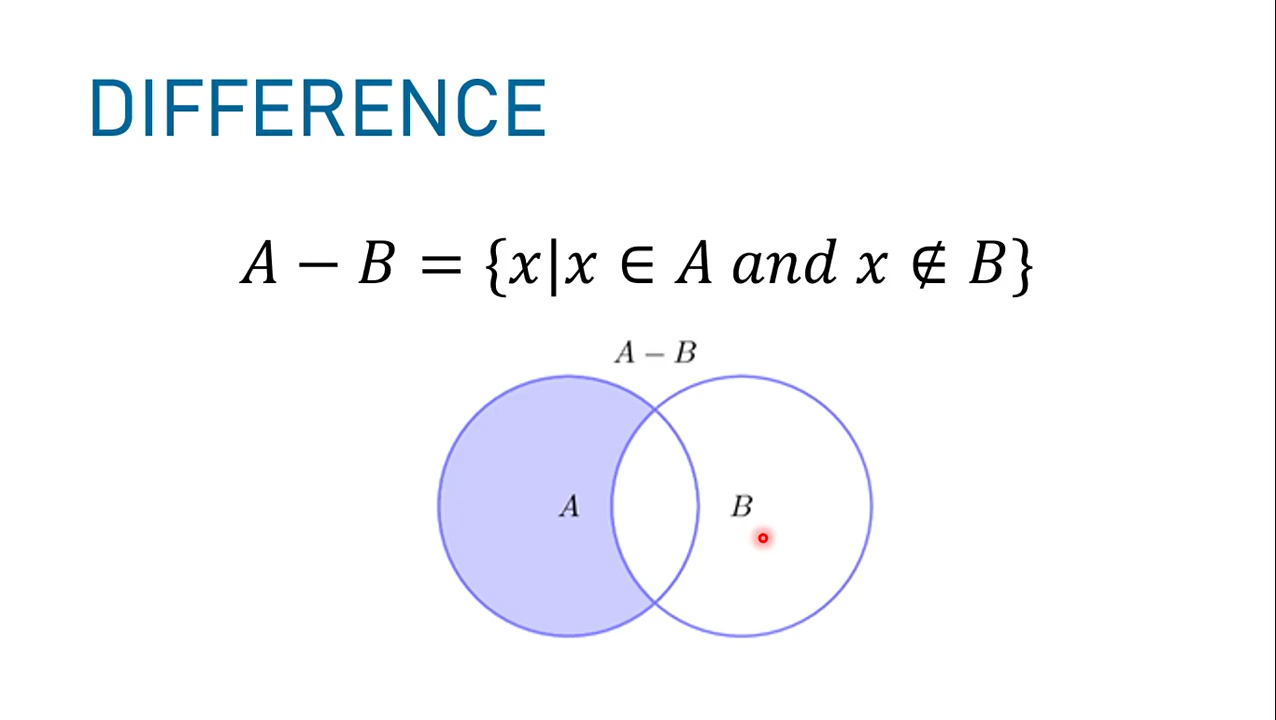 DIFFERENCE
A − B = {x|x ∈ A and x ∉ B}
A − B
A
B